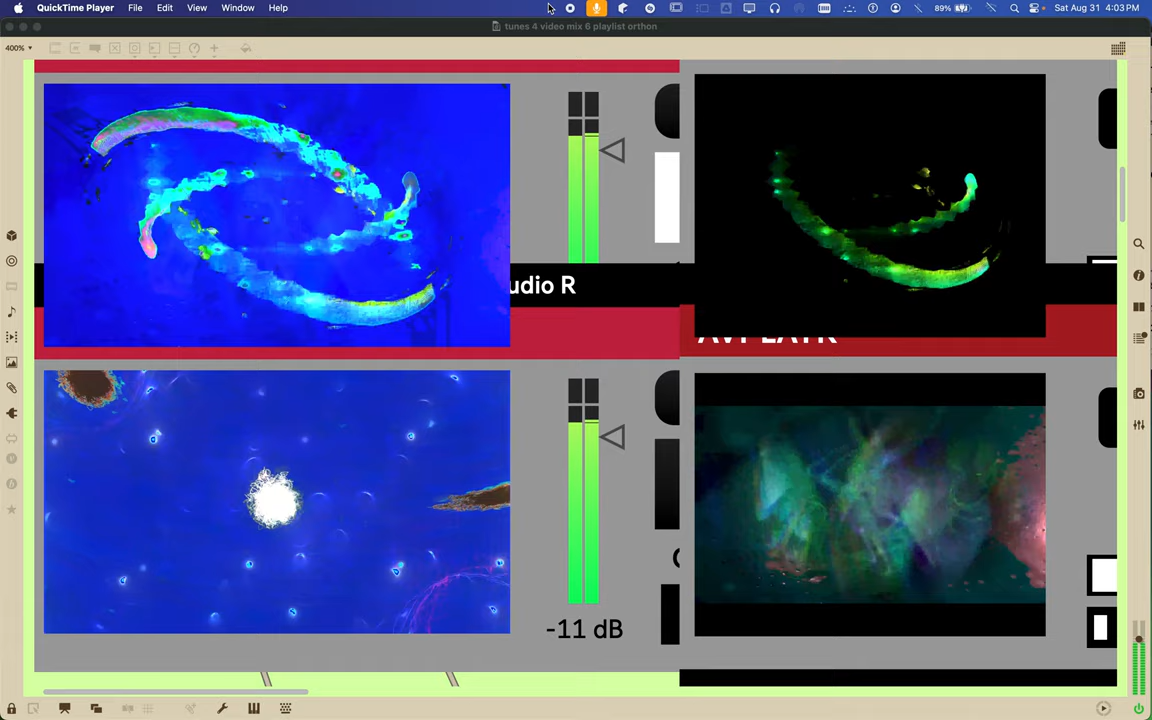 QuickTime Player File Edit View Window Help 89% Sat Aug 31 4:03 PM
tunes 4 video mix 6 playlist orthon
400%
udio R
-11 dB